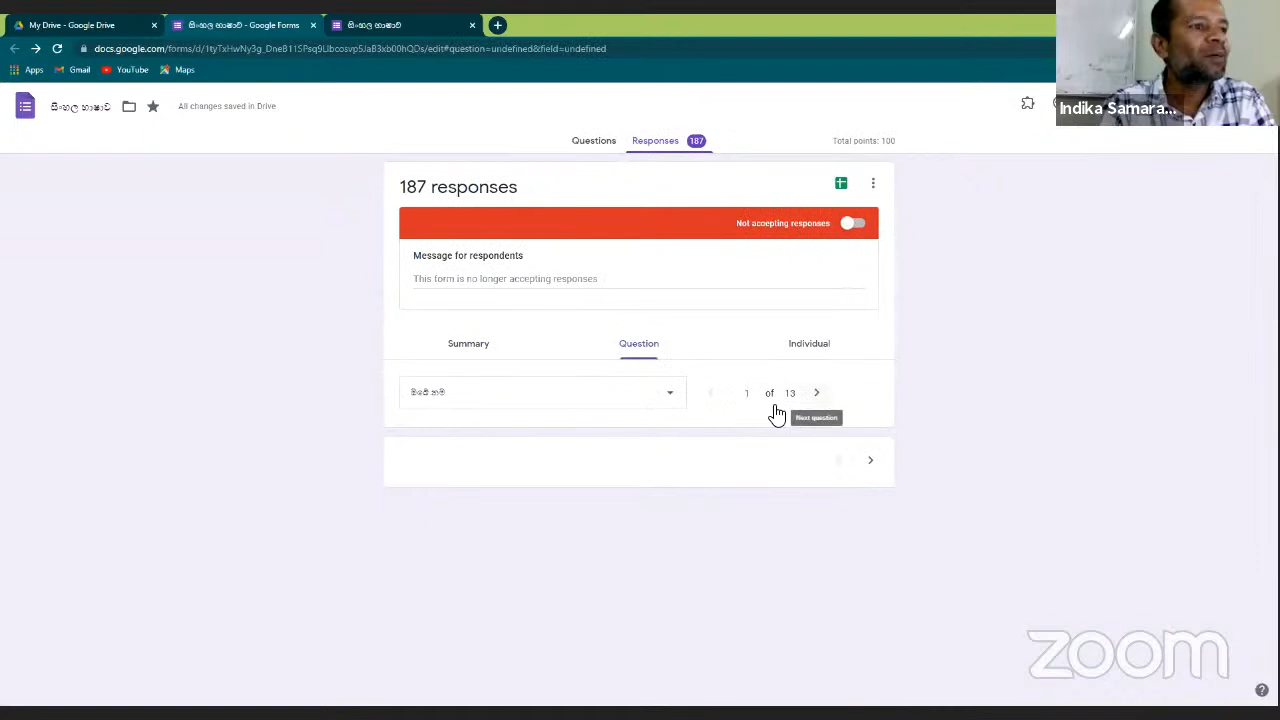 My Drive - Google Drive
සිංහල භාෂාව - Google Forms
සිංහල භාෂාව
docs.google.com/forms/d/1tyTxHwNy3g_DneB11SPsq9Llbcosvp5JaB3xb00hQDs/edit#question=undefined&field=undefined
Apps
Gmail
YouTube
Maps
Indika Samara...
සිංහල භාෂාව
All changes saved in Drive
Questions
Responses
187
Total points: 100
187 responses
Not accepting responses
Message for respondents
This form is no longer accepting responses
Summary
Question
Individual
ඔබේ නම
1 of 13
Next question
zoom